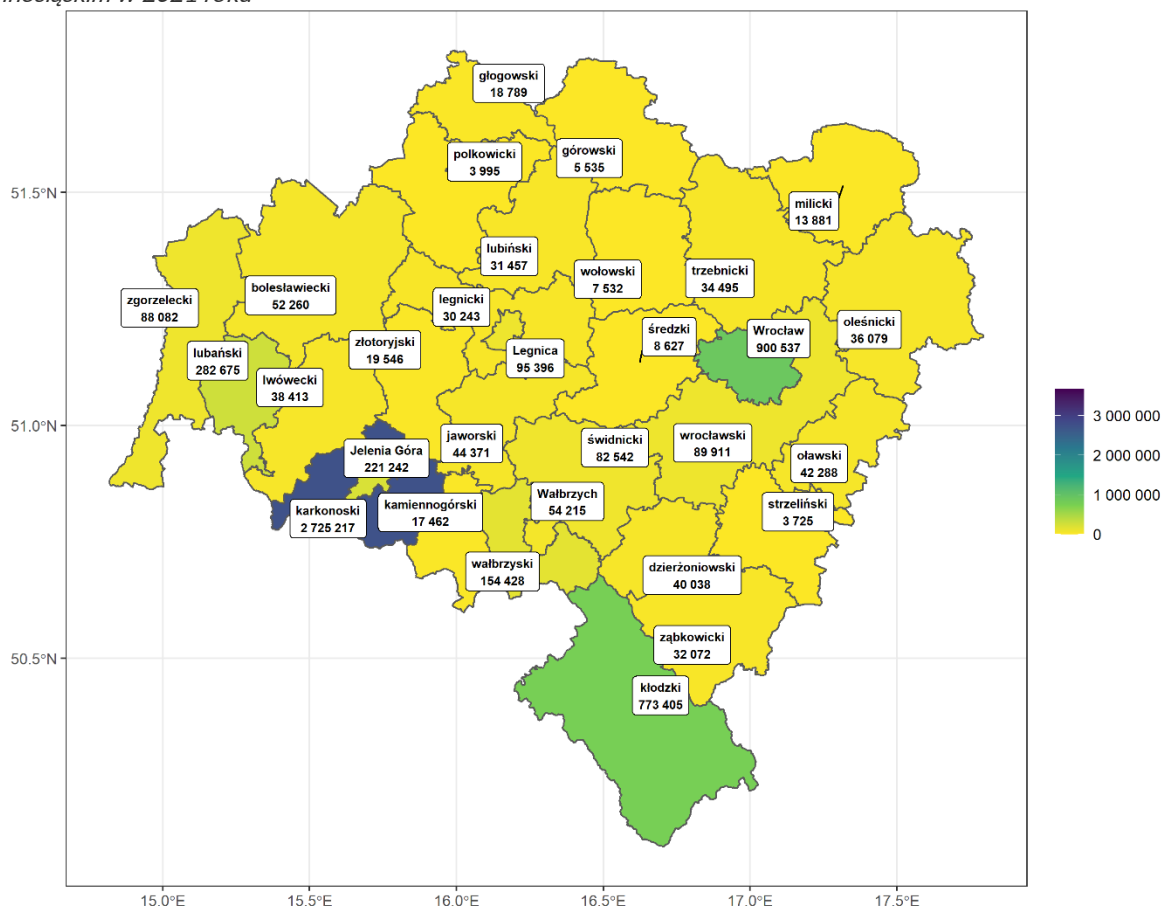 w 2021 roku
głogowski
18 789
polkowicki
3 995
górowski
5 535
51.5°N
milicki
13 881
lubiński
31 457
wołowski
7 532
trzebnicki
34 495
bolesławiecki
52 260
zgorzelecki
88 082
legnicki
30 243
średzki
8 627
Wrocław
900 537
oleśnicki
36 079
złotoryjski
19 546
lubański
282 675
Legnica
95 396
lwówecki
38 413
3 000 000
2 000 000
1 000 000
0
51.0°N
jaworski
44 371
świdnicki
82 542
wrocławski
89 911
Jelenia Góra
221 242
oławski
42 288
Wałbrzych
54 215
strzeliński
3 725
karkonoski
2 725 217
kamiennogórski
17 462
wałbrzyski
154 428
dzierżoniowski
40 038
ząbkowicki
32 072
50.5°N
kłodzki
773 405
15.0°E 15.5°E 16.0°E 16.5°E 17.0°E 17.5°E